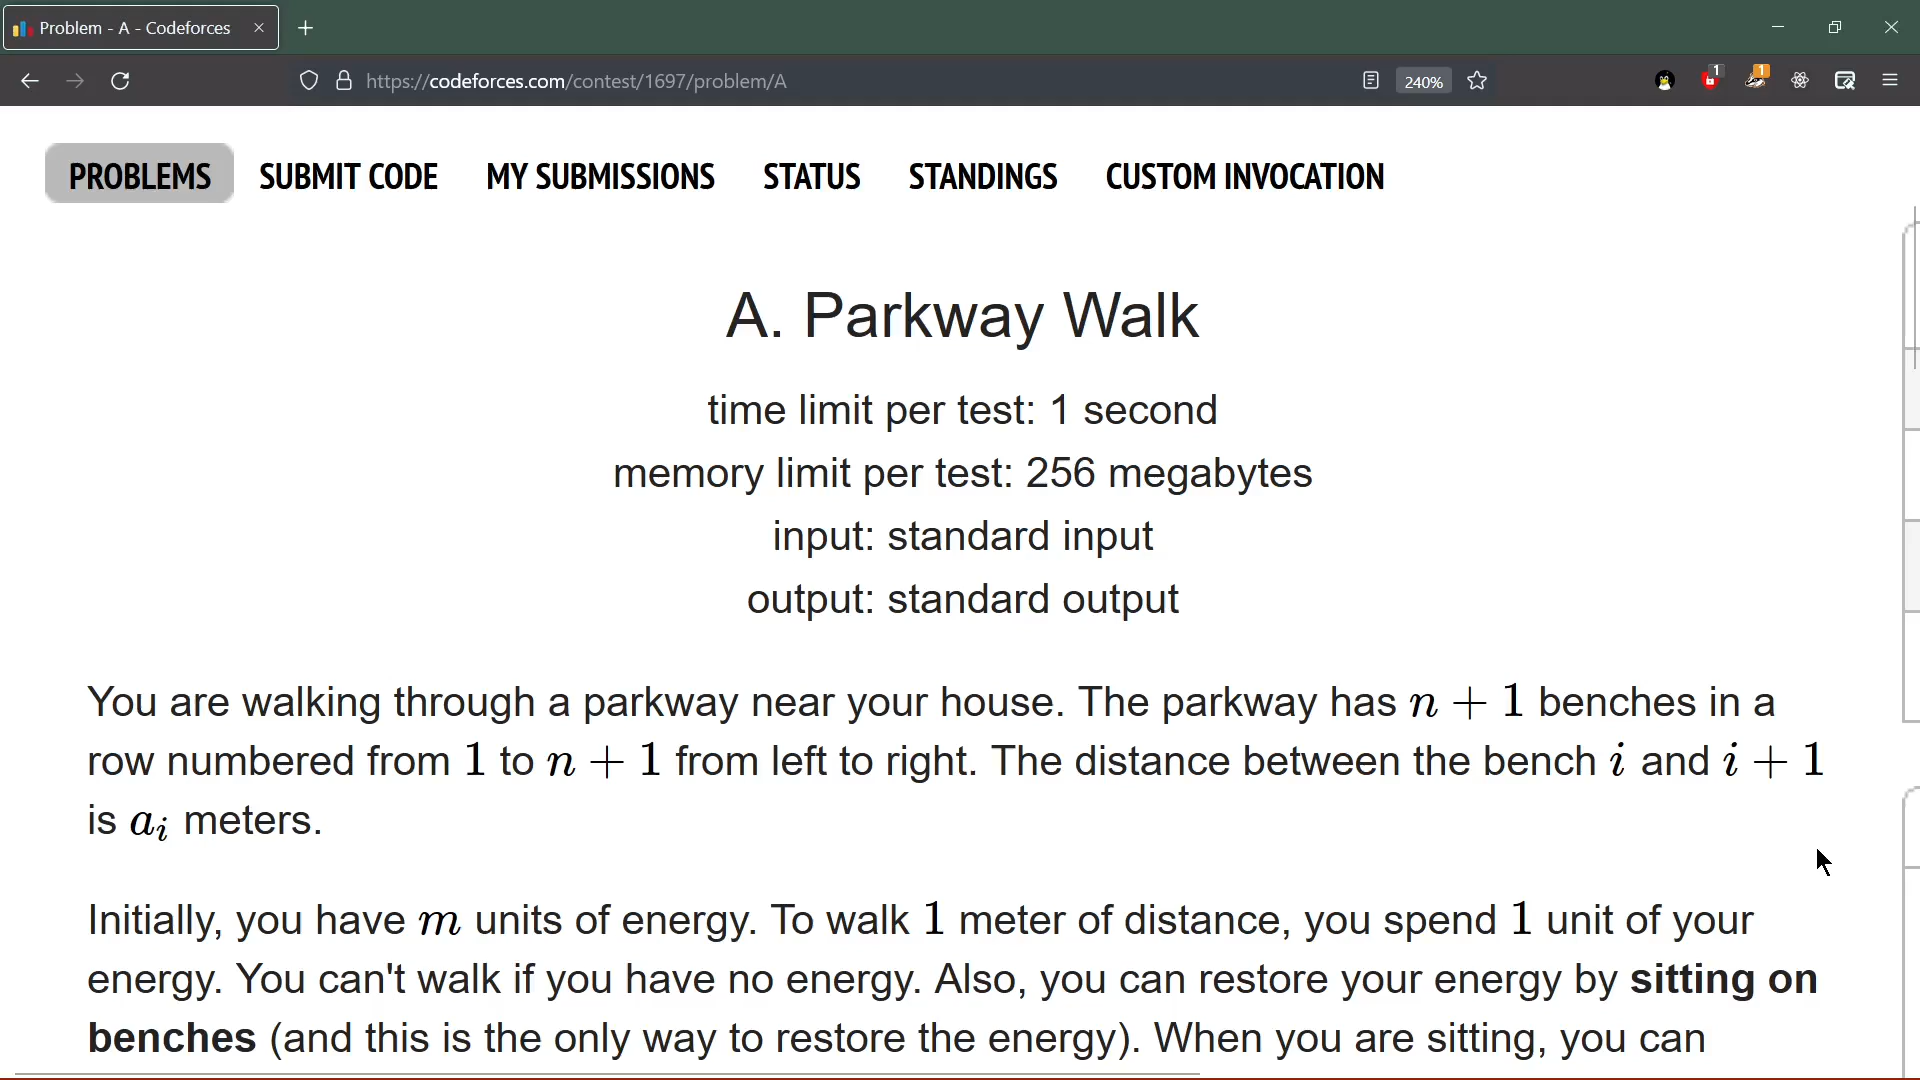 Problem - A - Codeforces
https://codeforces.com/contest/1697/problem/A
240%
1
1
PROBLEMS SUBMIT CODE MY SUBMISSIONS STATUS STANDINGS CUSTOM INVOCATION
A. Parkway Walk
time limit per test: 1 second
memory limit per test: 256 megabytes
input: standard input
output: standard output
You are walking through a parkway near your house. The parkway has n + 1 benches in a
row numbered from 1 to n + 1 from left to right. The distance between the bench i and i + 1
is aᵢ meters.
Initially, you have m units of energy. To walk 1 meter of distance, you spend 1 unit of your
energy. You can't walk if you have no energy. Also, you can restore your energy by sitting on
benches (and this is the only way to restore the energy). When you are sitting, you can